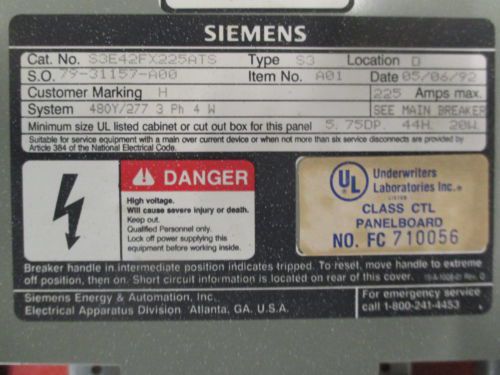 SIEMENS
Cat. No. S3E42FX225ATS Type S3 Location D
S.O. 79-31157-A00 Item No. A01 Date 05/06/92
Customer Marking H 225 Amps max.
System 480Y/277 3 Ph 4 W SEE MAIN BREAKER
Minimum size UL listed cabinet or cut out box for this panel 5.75DP. 44H. 20W.
Suitable for service equipment with a main over current device or when not more than six service disconnects are provided by
Article 384 of the National Electrical Code.
DANGER
High voltage.
Will cause severe injury or death.
Keep out.
Qualified Personnel only.
Lock off power supplying this
equipment before working inside.
UL
Underwriters
Laboratories Inc.®
LISTED
CLASS CTL
PANELBOARD
NO. FC 710056
Breaker handle in intermediate position indicates tripped. To reset, move handle to extreme
off position, then on. Short circuit information is located on rear of this cover.
Siemens Energy & Automation, Inc.
Electrical Apparatus Division Atlanta, GA. U.S.A.
For emergency service
call 1-800-241-4453